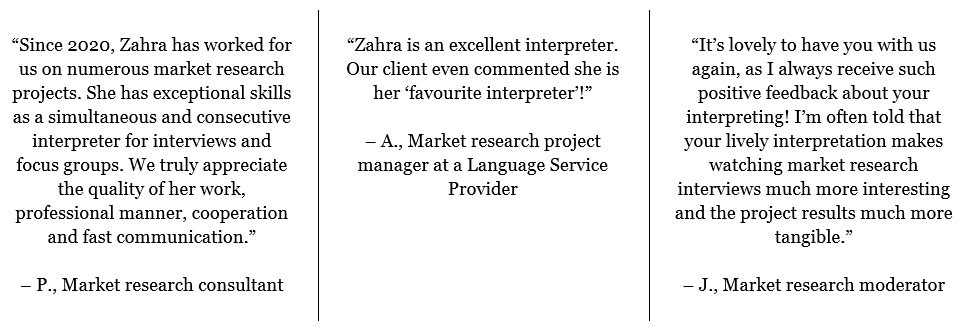 “Since 2020, Zahra has worked for
us on numerous market research
projects. She has exceptional skills
as a simultaneous and consecutive
interpreter for interviews and
focus groups. We truly appreciate
the quality of her work,
professional manner, cooperation
and fast communication.”
– P., Market research consultant
“Zahra is an excellent interpreter.
Our client even commented she is
her ‘favourite interpreter’!”
– A., Market research project
manager at a Language Service
Provider
“It’s lovely to have you with us
again, as I always receive such
positive feedback about your
interpreting! I’m often told that
your lively interpretation makes
watching market research
interviews much more interesting
and the project results much more
tangible.”
– J., Market research moderator